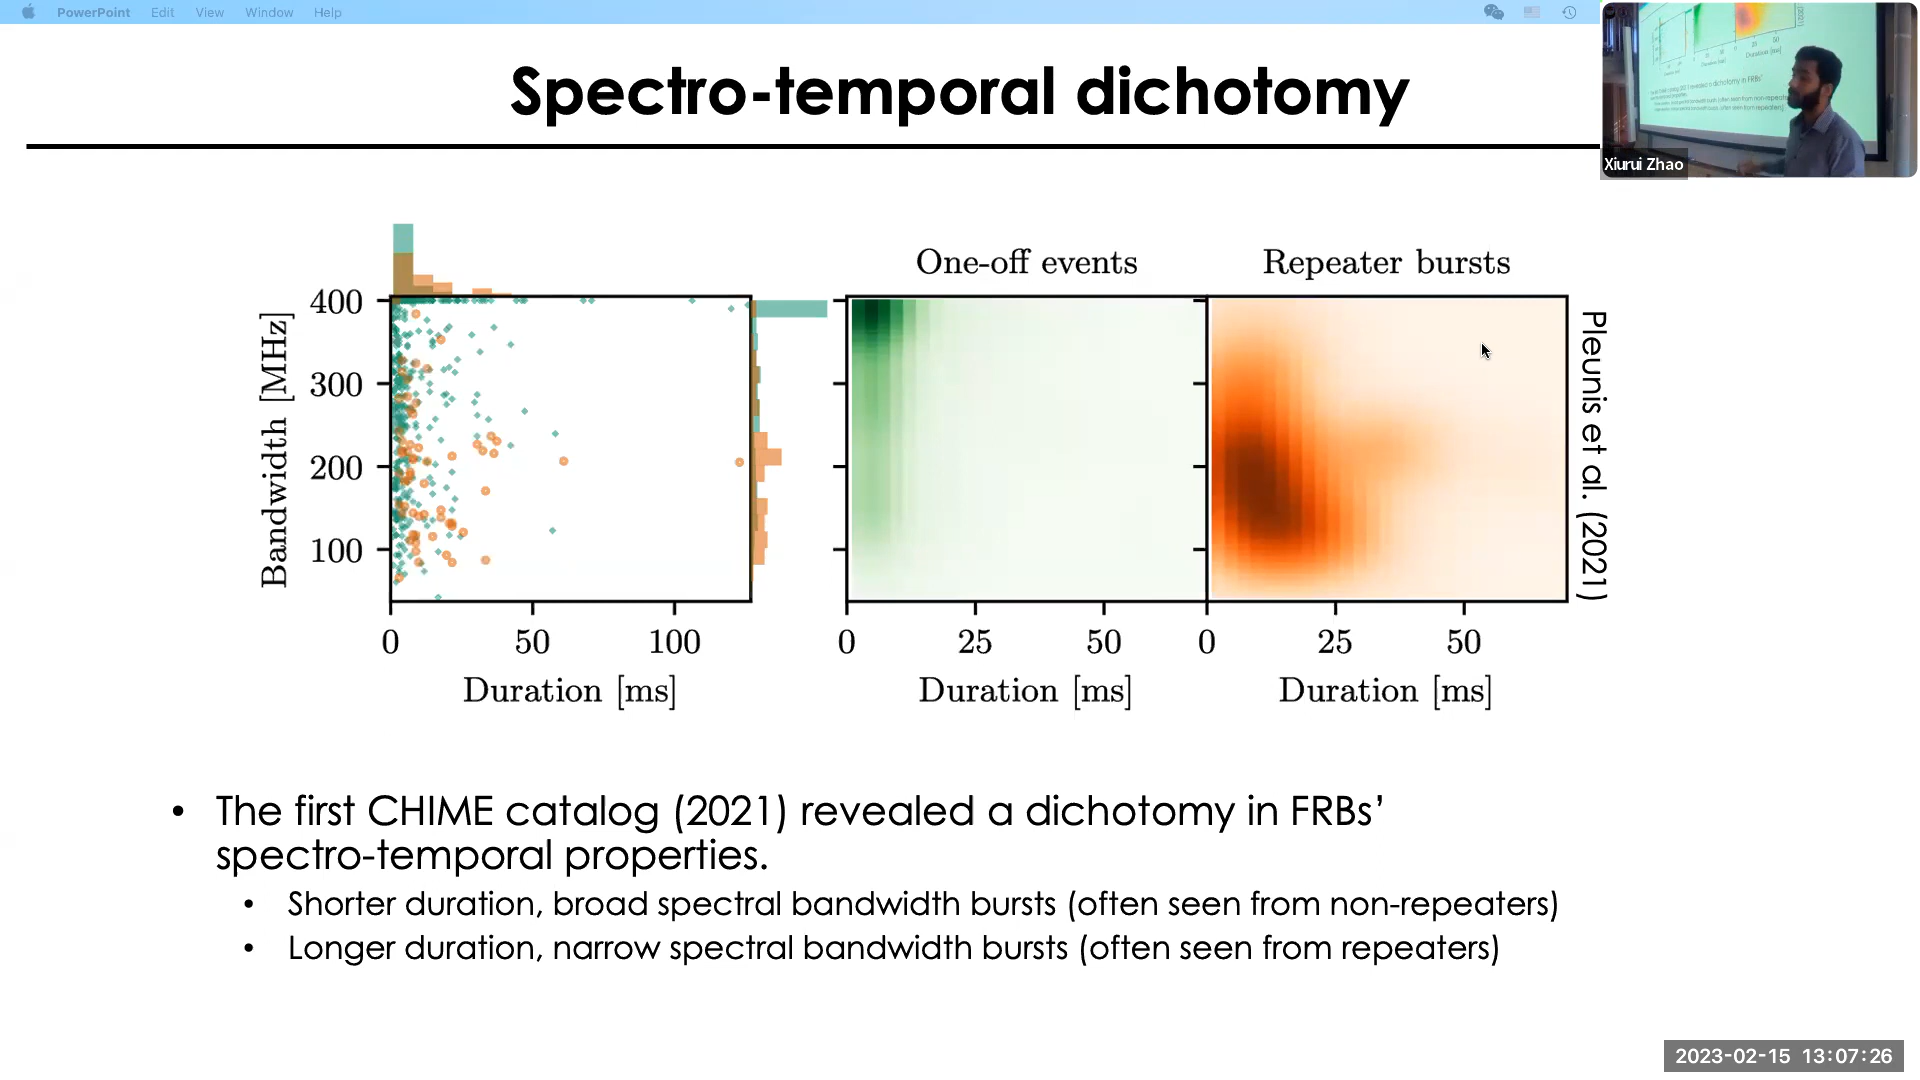 PowerPoint Edit View Window Help
Spectro-temporal dichotomy
Xiurui Zhao
One-off events
Repeater bursts
400
300
200
100
Bandwidth [MHz]
0 50 100
0 25 50
0 25 50
Duration [ms]
Duration [ms]
Duration [ms]
Pleunis et al. (2021)
• The first CHIME catalog (2021) revealed a dichotomy in FRBs’
spectro-temporal properties.
• Shorter duration, broad spectral bandwidth bursts (often seen from non-repeaters)
• Longer duration, narrow spectral bandwidth bursts (often seen from repeaters)
2023-02-15 13:07:26